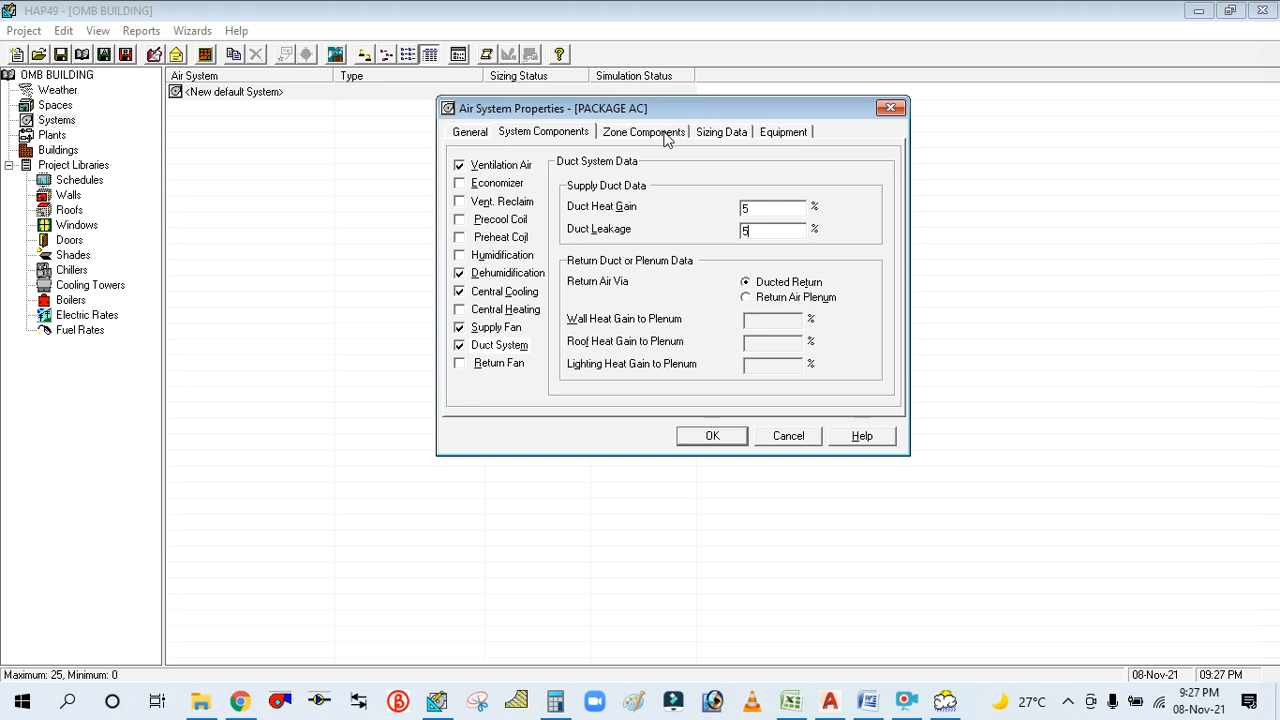 HAP49 - [OMB BUILDING]
Project Edit View Reports Wizards Help
OMB BUILDING
Weather
Spaces
Systems
Plants
Buildings
Project Libraries
Schedules
Walls
Roofs
Windows
Doors
Shades
Chillers
Cooling Towers
Boilers
Electric Rates
Fuel Rates
Air System Type Sizing Status Simulation Status
<New default System>
Air System Properties - [PACKAGE AC]
General System Components Zone Components Sizing Data Equipment
Ventilation Air
Economizer
Vent. Reclaim
Precool Coil
Preheat Coil
Humidification
Dehumidification
Central Cooling
Central Heating
Supply Fan
Duct System
Return Fan
Duct System Data
Supply Duct Data
Duct Heat Gain 5 %
Duct Leakage 5 %
Return Duct or Plenum Data
Return Air Via Ducted Return
Return Air Plenum
Wall Heat Gain to Plenum %
Roof Heat Gain to Plenum %
Lighting Heat Gain to Plenum %
OK Cancel Help
Maximum: 25, Minimum: 0 08-Nov-21 09:27 PM
27°C 9:27 PM
08-Nov-21